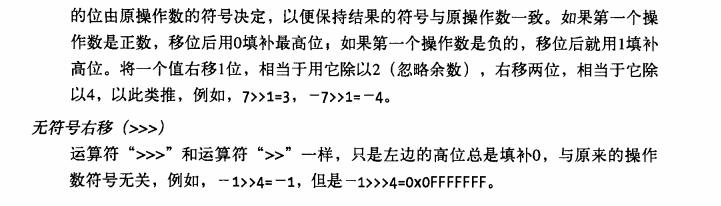 的位由原操作数的符号决定，以便保持结果的符号与原操作数一致。如果第一个操
作数是正数，移位后用0填补最高位；如果第一个操作数是负的，移位后就用1填补
高位。将一个值右移1位，相当于用它除以2（忽略余数），右移两位，相当于它除
以4，以此类推，例如，7>>1=3，－7>>1=－4。
无符号右移（>>>）
运算符“>>>”和运算符“>>”一样，只是左边的高位总是填补0，与原来的操作
数符号无关，例如，－1>>4=－1，但是－1>>>4=0x0FFFFFFF。